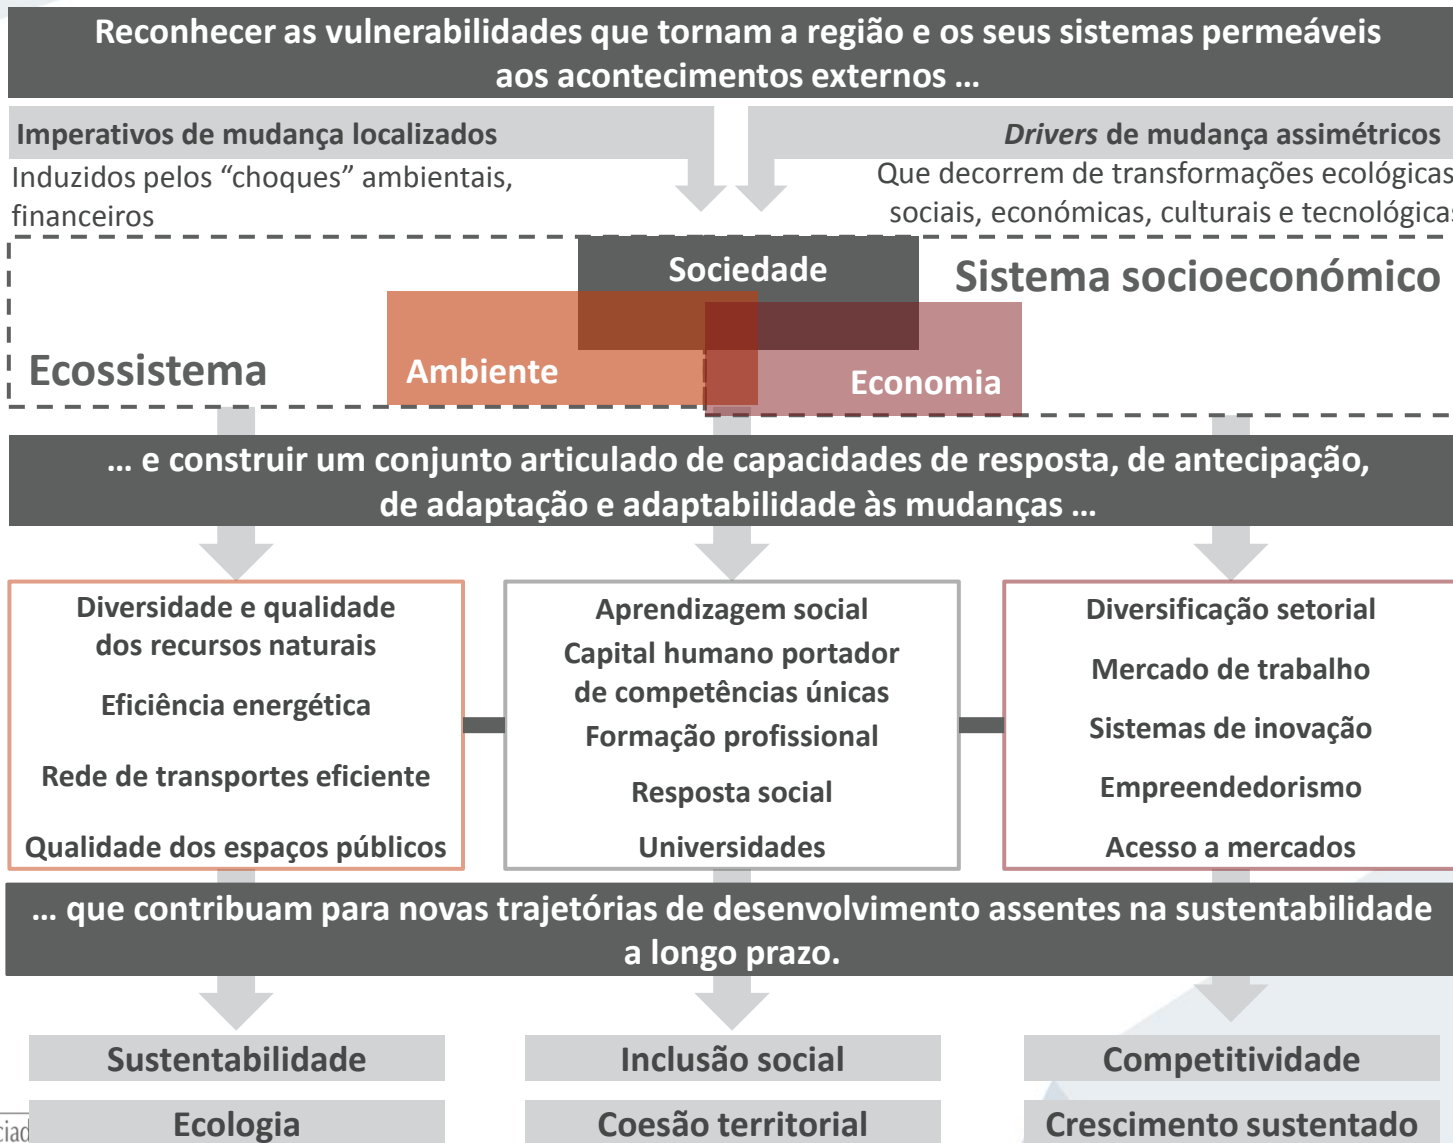 Reconhecer as vulnerabilidades que tornam a região e os seus sistemas permeáveis
aos acontecimentos externos …
Imperativos de mudança localizados
Induzidos pelos “choques” ambientais,
financeiros
Drivers de mudança assimétricos
Que decorrem de transformações ecológicas
sociais, económicas, culturais e tecnológicas
Sociedade
Sistema socioeconómico
Ecossistema
Ambiente
Economia
… e construir um conjunto articulado de capacidades de resposta, de antecipação,
de adaptação e adaptabilidade às mudanças …
Diversidade e qualidade
dos recursos naturais
Eficiência energética
Rede de transportes eficiente
Qualidade dos espaços públicos
Aprendizagem social
Capital humano portador
de competências únicas
Formação profissional
Resposta social
Universidades
Diversificação setorial
Mercado de trabalho
Sistemas de inovação
Empreendedorismo
Acesso a mercados
… que contribuam para novas trajetórias de desenvolvimento assentes na sustentabilidade
a longo prazo.
Sustentabilidade
Inclusão social
Competitividade
Ecologia
Coesão territorial
Crescimento sustentado